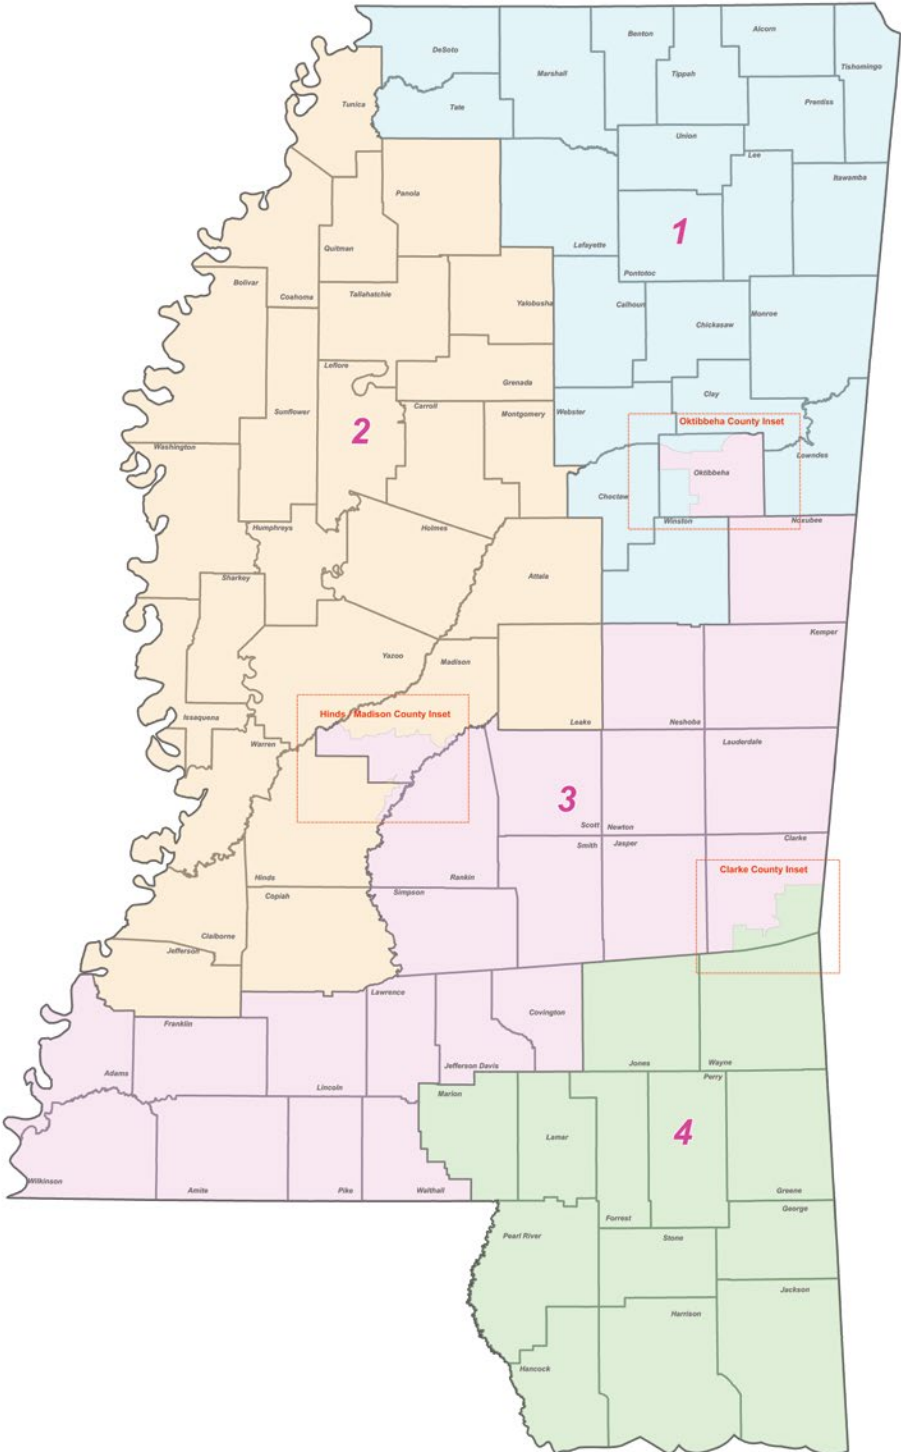 DeSoto
Benton
Alcorn
Marshall
Tippah
Tishomingo
Tunica
Tate
Prentiss
Union
Lee
Itawamba
Panola
1
Quitman
Lafayette
Pontotoc
Bolivar
Coahoma
Tallahatchie
Yalobusha
Calhoun
Chickasaw
Monroe
Leflore
Grenada
Clay
Sunflower
Carroll
Montgomery
Webster
2
Oktibbeha County Inset
Washington
Lowndes
Oktibbeha
Choctaw
Humphreys
Holmes
Winston
Noxubee
Sharkey
Attala
Kemper
Yazoo
Madison
Issaquena
Hinds / Madison County Inset
Leake
Neshoba
Warren
Lauderdale
3
Scott
Newton
Clarke
Smith
Jasper
Clarke County Inset
Hinds
Rankin
Copiah
Simpson
Claiborne
Jefferson
Lawrence
Covington
Franklin
Adams
Lincoln
Jefferson Davis
Jones
Wayne
Marion
Perry
Lamar
4
Wilkinson
Amite
Pike
Walthall
Greene
George
Forrest
Pearl River
Stone
Jackson
Harrison
Hancock